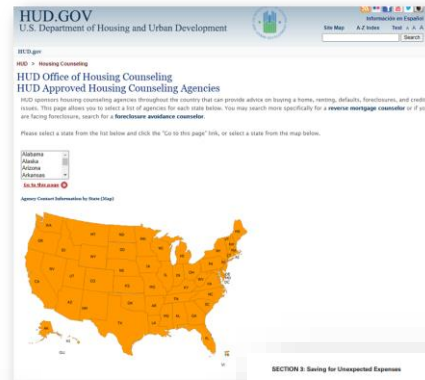 HUD.GOV
U.S. Department of Housing and Urban Development
Información en Español
Site Map A-Z Index Text A A A
Search
HUD.gov
HUD > Housing Counseling
HUD Office of Housing Counseling
HUD Approved Housing Counseling Agencies
HUD sponsors housing counseling agencies throughout the country that can provide advice on buying a home, renting, defaults, foreclosures, and credit
issues. This page allows you to select a list of agencies for each state below. You may search more specifically for a reverse mortgage counselor or if you
are facing foreclosure, search for a foreclosure avoidance counselor.
Please select a state from the list below and click the "Go to this page" link, or select a state from the map below.
Alabama
Alaska
Arizona
Arkansas
Go to this page
Agency Contact Information by State (Map)
SECTION 3: Saving for Unexpected Expenses